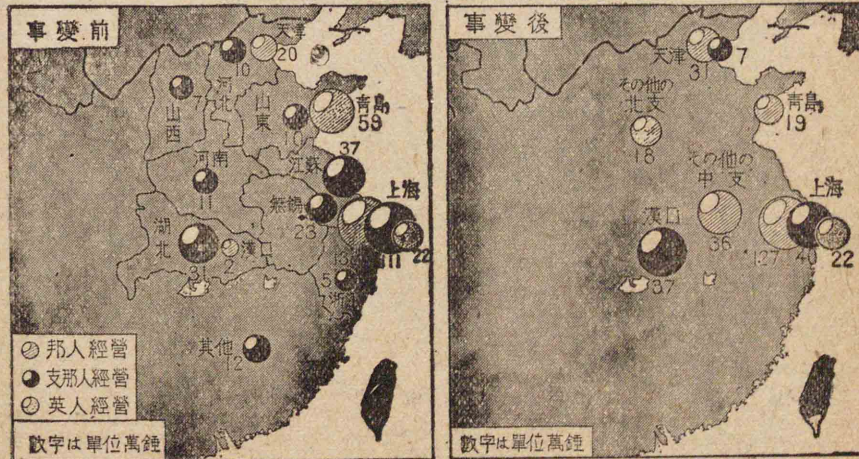 事變前
天津
20
10
河北
7
山西
山東
10
青島
59
河南
11
江蘇
37
無錫
23
上海
111
22
湖北
31
漢口
2
5
其他
12
邦人經營
支那人經營
英人經營
數字は單位萬錘
事變後
天津
31
7
その他の
北支
18
青島
19
その他の
中支
36
漢口
37
上海
127
40
22
數字は單位萬錘